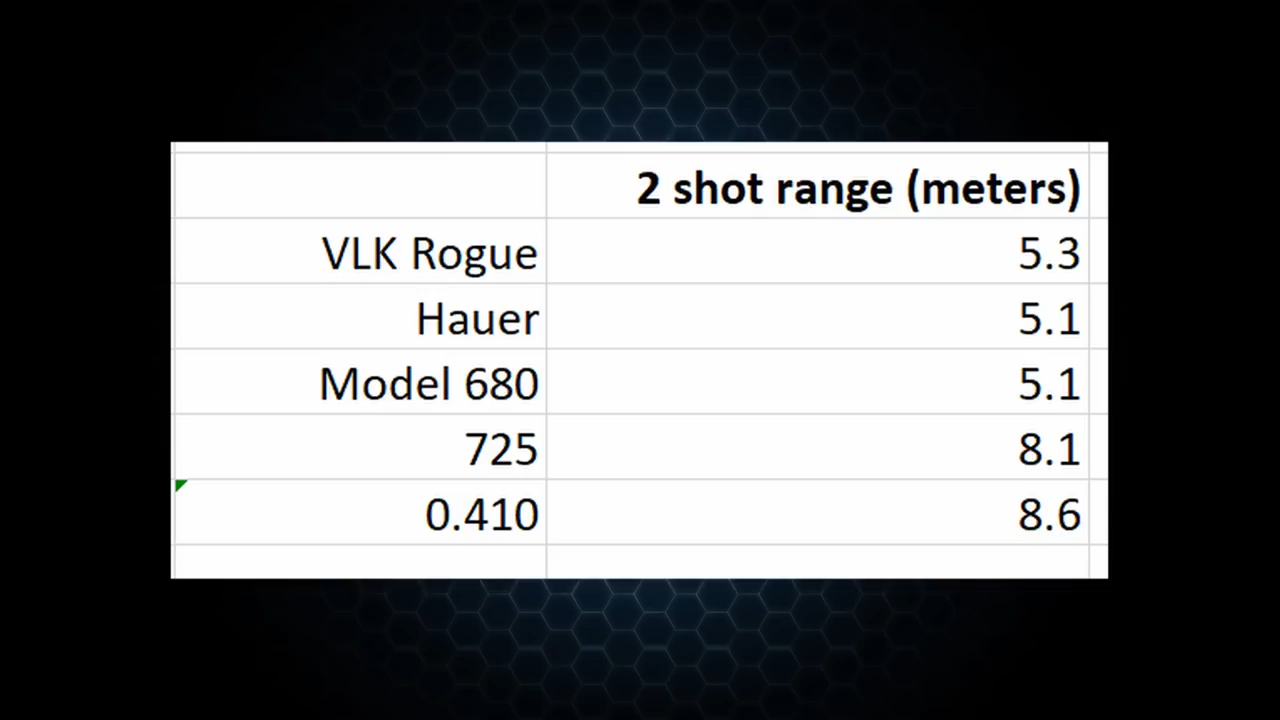 2 shot range (meters)
VLK Rogue 5.3
Hauer 5.1
Model 680 5.1
725 8.1
0.410 8.6